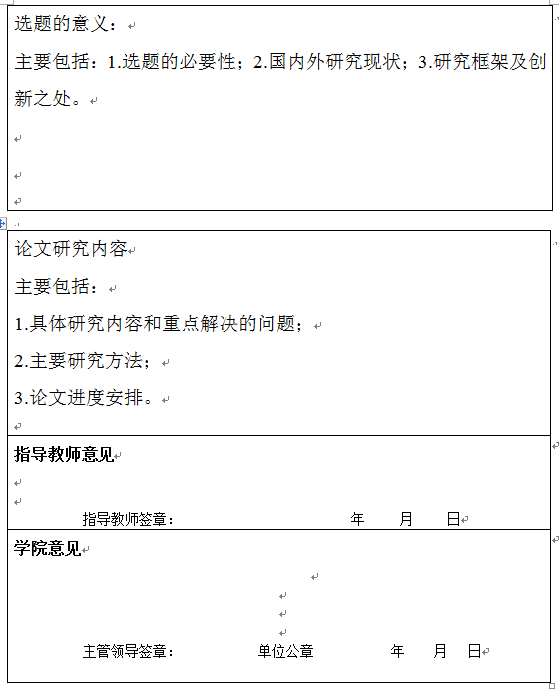 选题的意义：
主要包括：1.选题的必要性；2.国内外研究现状；3.研究框架及创
新之处。
论文研究内容
主要包括：
1.具体研究内容和重点解决的问题；
2.主要研究方法；
3.论文进度安排。
指导教师意见
指导教师签章： 年 月 日
学院意见
主管领导签章： 单位公章 年 月 日